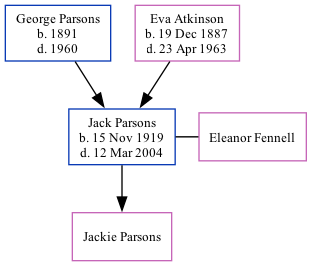 George Parsons
b. 1891
d. 1960
Eva Atkinson
b. 19 Dec 1887
d. 23 Apr 1963
Jack Parsons
b. 15 Nov 1919
d. 12 Mar 2004
Eleanor Fennell
Jackie Parsons